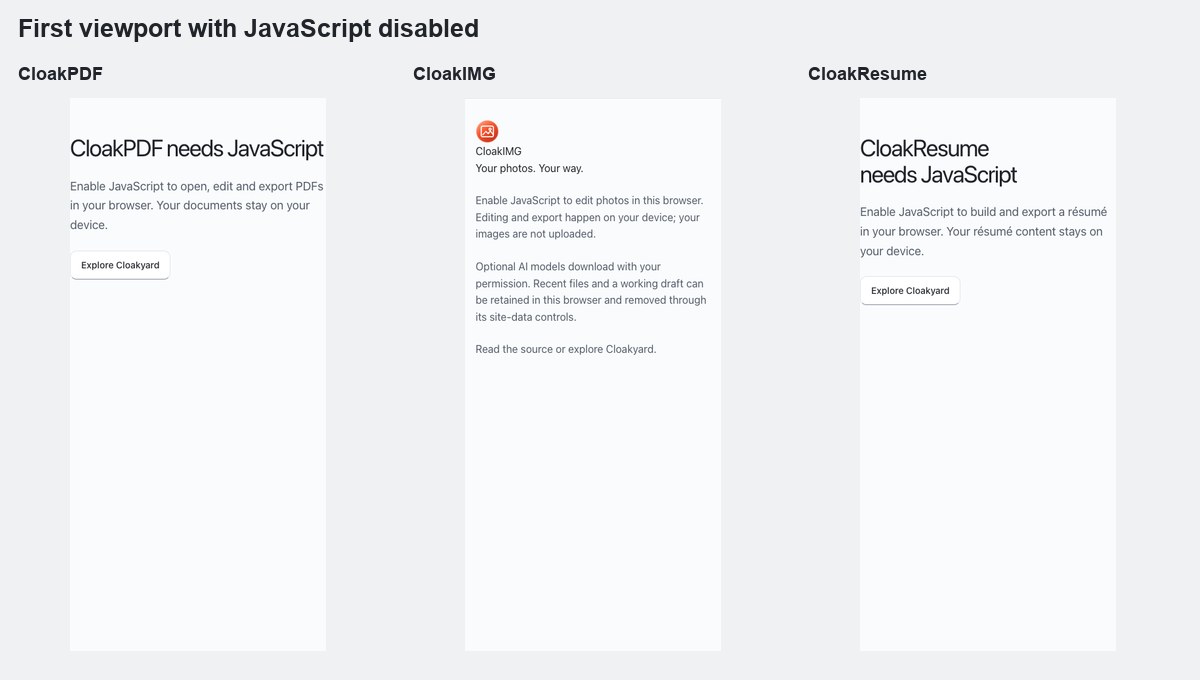 First viewport with JavaScript disabled
CloakPDF
CloakPDF needs JavaScript
Enable JavaScript to open, edit and export PDFs
in your browser. Your documents stay on your
device.
Explore Cloakyard
CloakIMG
CloakIMG
Your photos. Your way.
Enable JavaScript to edit photos in this browser.
Editing and export happen on your device; your
images are not uploaded.
Optional AI models download with your
permission. Recent files and a working draft can
be retained in this browser and removed through
its site-data controls.
Read the source or explore Cloakyard.
CloakResume
CloakResume
needs JavaScript
Enable JavaScript to build and export a résumé
in your browser. Your résumé content stays on
your device.
Explore Cloakyard